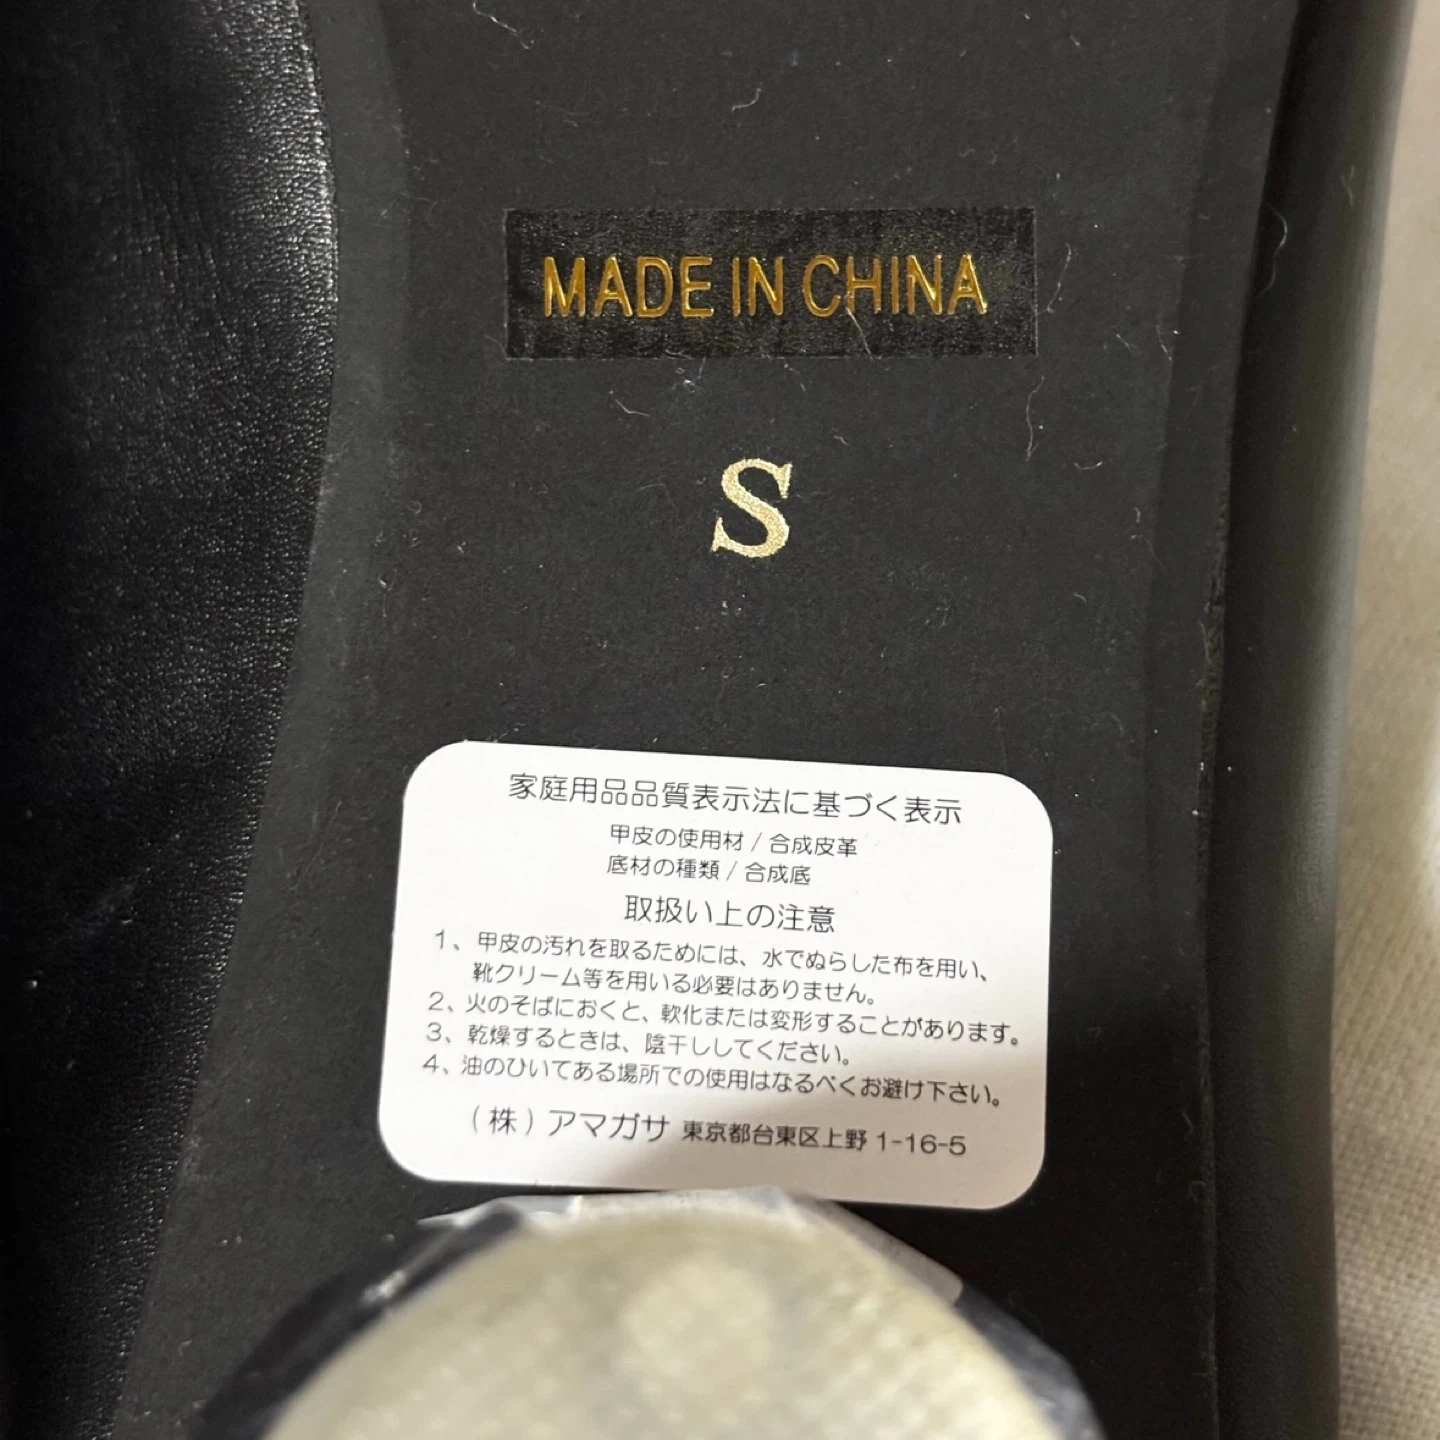 MADE IN CHINA
S
家庭用品品質表示法に基づく表示
甲皮の使用材 / 合成皮革
底材の種類 / 合成底
取扱い上の注意
1、甲皮の汚れを取るためには、水でぬらした布を用い、
靴クリーム等を用いる必要はありません。
2、火のそばにおくと、軟化または変形することがあります。
3、乾燥するときは、陰干ししてください。
4、油のひいてある場所での使用はなるべくお避け下さい。
(株)アマガサ 東京都台東区上野 1-16-5